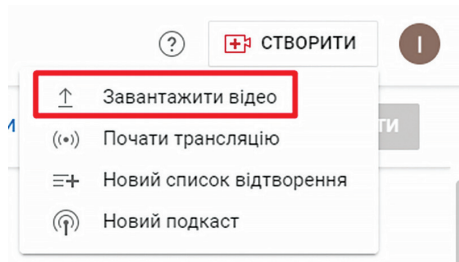 ? СТВОРИТИ І
Завантажити відео
Почати трансляцію
Новий список відтворення
Новий подкаст